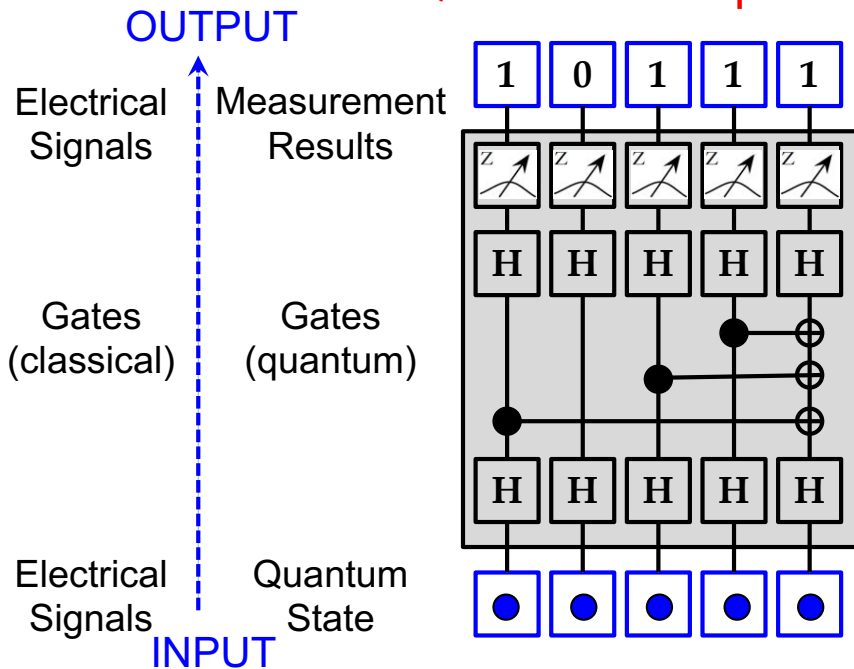 OUTPUT
1 0 1 1 1
Electrical Signals
Measurement Results
Z Z Z Z Z
H H H H H
Gates (classical)
Gates (quantum)
H H H H H
Electrical Signals
Quantum State
INPUT